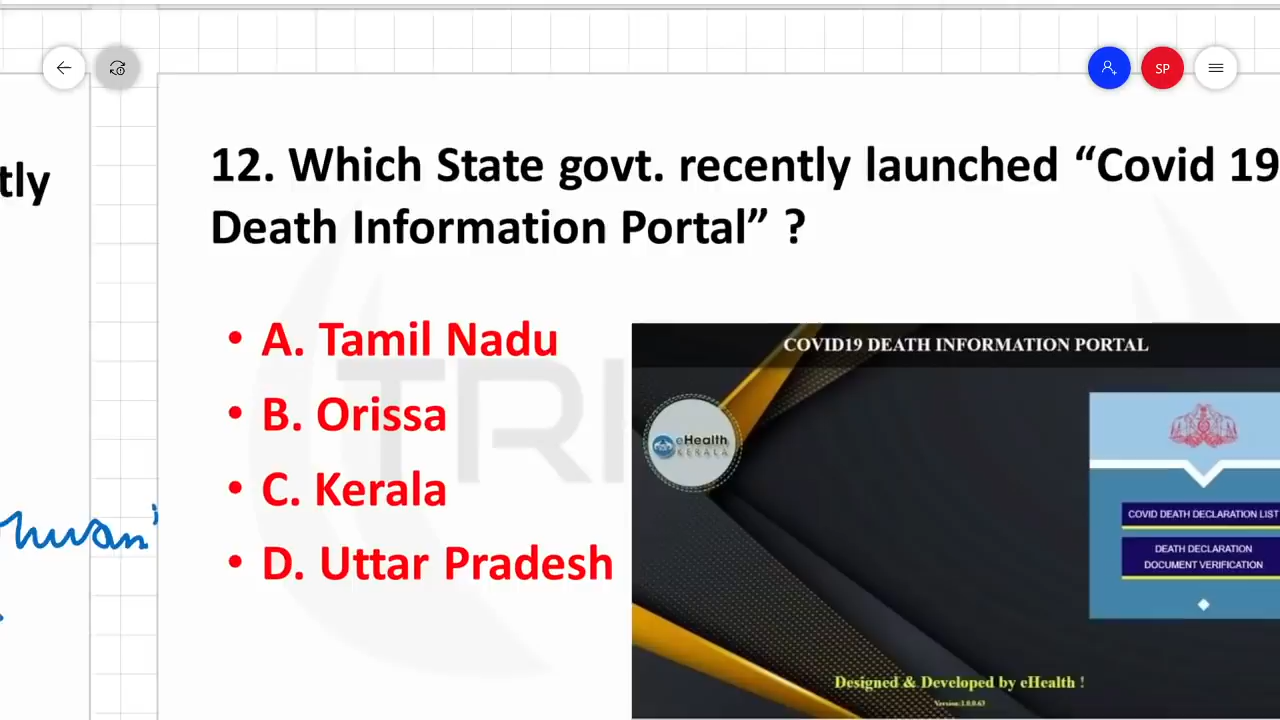 SP
tly
12. Which State govt. recently launched “Covid 19
Death Information Portal” ?
• A. Tamil Nadu
• B. Orissa
• C. Kerala
• D. Uttar Pradesh
COVID19 DEATH INFORMATION PORTAL
eHealth
KERALA
COVID DEATH DECLARATION LIST
DEATH DECLARATION
DOCUMENT VERIFICATION
Designed & Developed by eHealth !